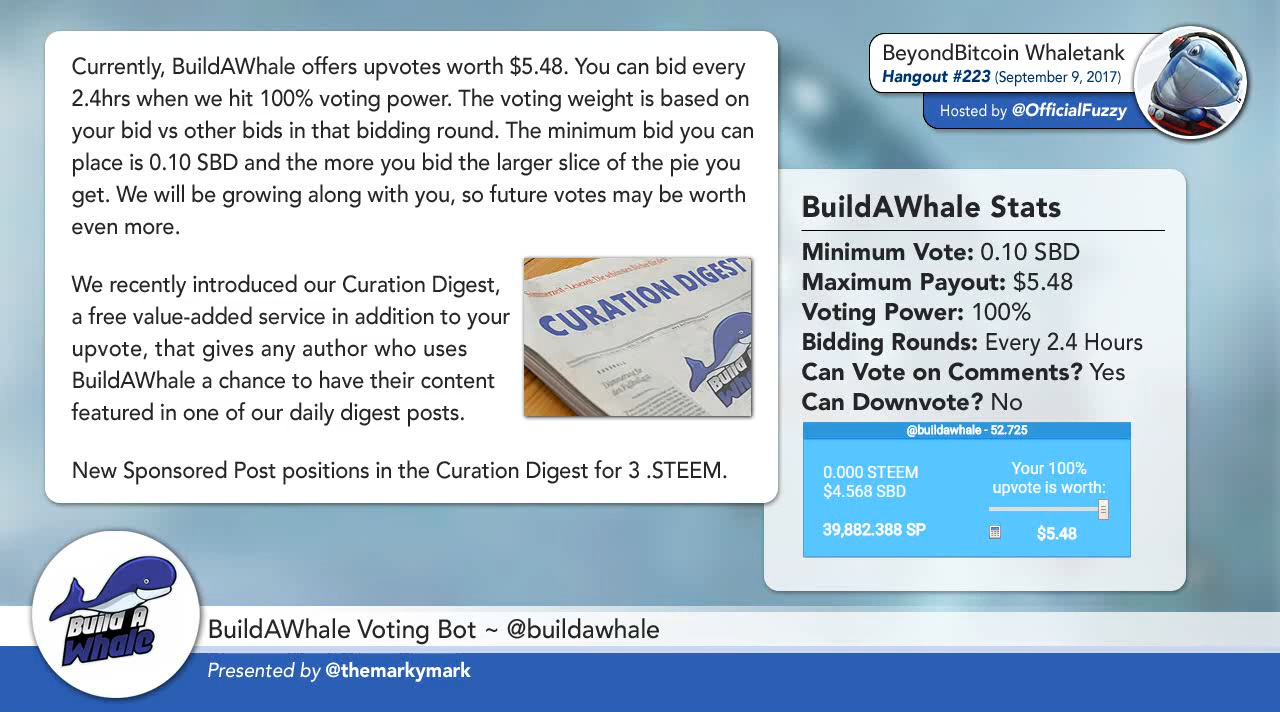 Currently, BuildAWhale offers upvotes worth $5.48. You can bid every
2.4hrs when we hit 100% voting power. The voting weight is based on
your bid vs other bids in that bidding round. The minimum bid you can
place is 0.10 SBD and the more you bid the larger slice of the pie you
get. We will be growing along with you, so future votes may be worth
even more.
We recently introduced our Curation Digest,
a free value-added service in addition to your
upvote, that gives any author who uses
BuildAWhale a chance to have their content
featured in one of our daily digest posts.
CURATION DIGEST
Build A
Whale
New Sponsored Post positions in the Curation Digest for 3 .STEEM.
BeyondBitcoin Whaletank
Hangout #223 (September 9, 2017)
Hosted by @OfficialFuzzy
BuildAWhale Stats
Minimum Vote: 0.10 SBD
Maximum Payout: $5.48
Voting Power: 100%
Bidding Rounds: Every 2.4 Hours
Can Vote on Comments? Yes
Can Downvote? No
@buildawhale - 52.725
0.000 STEEM
$4.568 SBD
39,882.388 SP
Your 100%
upvote is worth:
$5.48
Build A
Whale
BuildAWhale Voting Bot ~ @buildawhale
Presented by @themarkymark